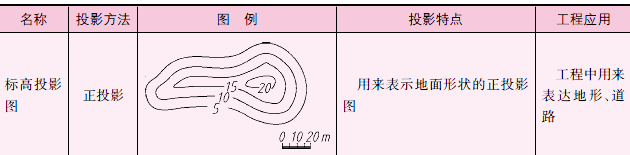 名称 投影方法 图 例 投影特点 工程应用
标高投影图 正投影 用来表示地面形状的正投影图 工程中用来表达地形、道路
15 20
10
5
0 10 20 m